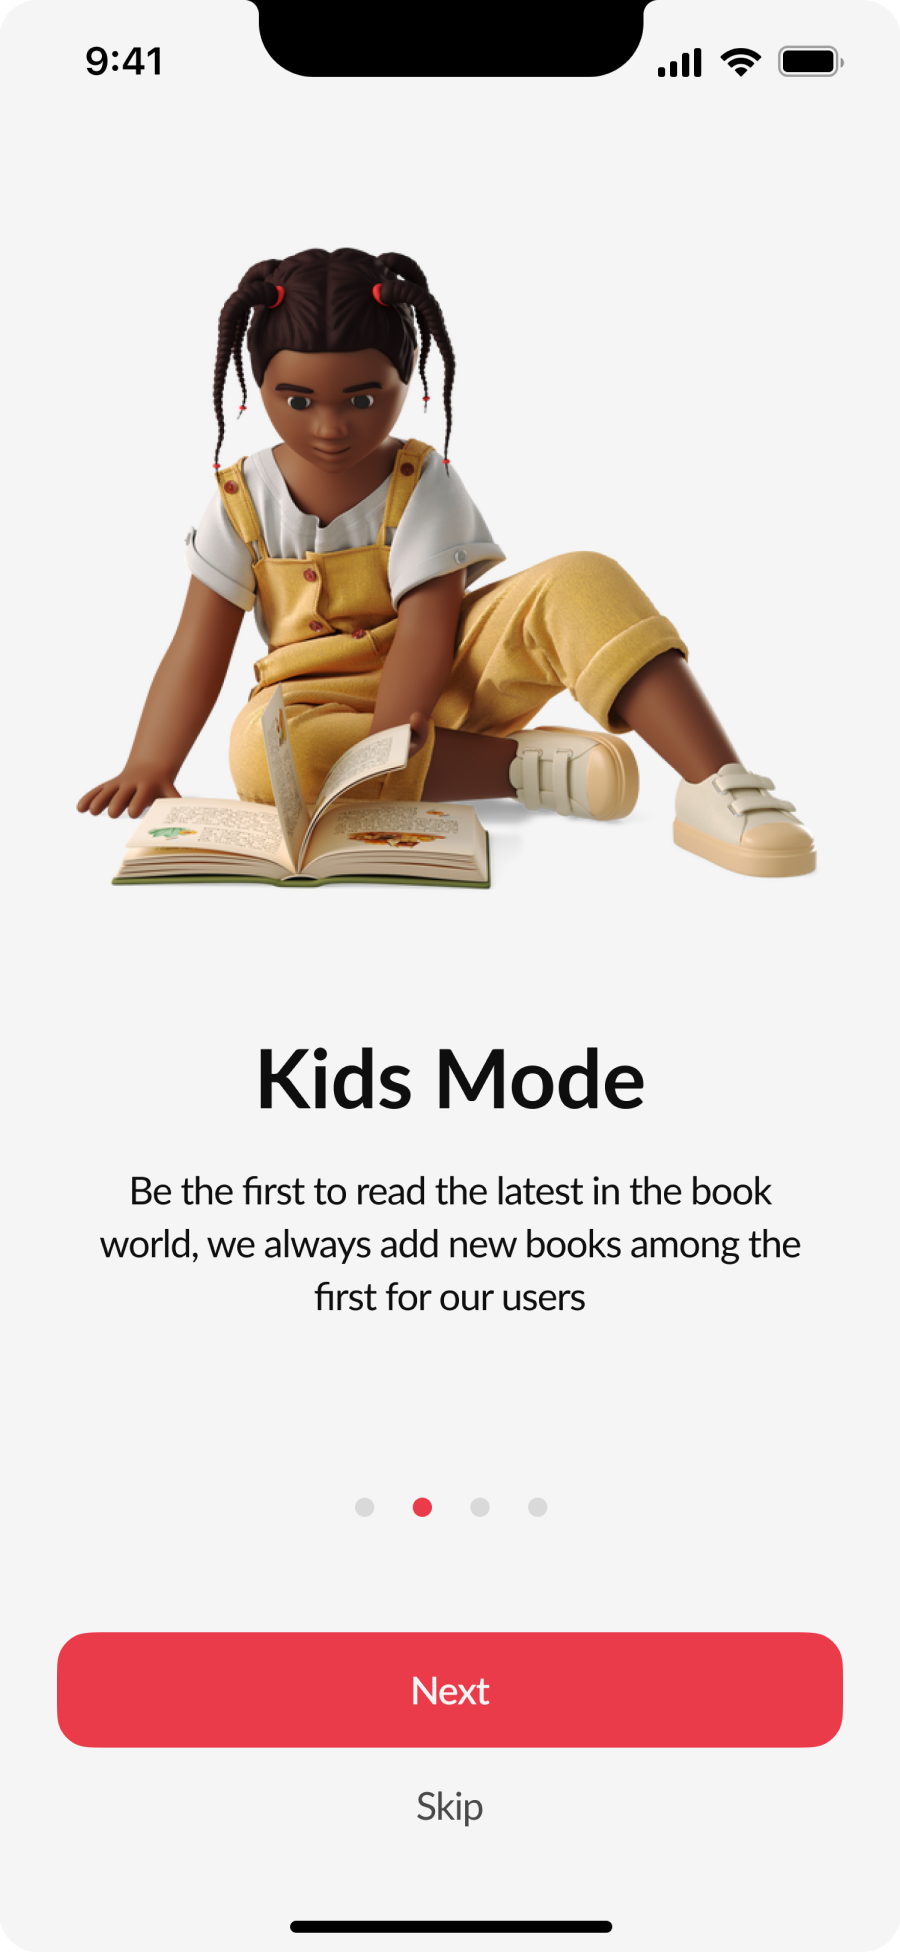 9:41
Kids Mode
Be the first to read the latest in the book
world, we always add new books among the
first for our users
Next
Skip